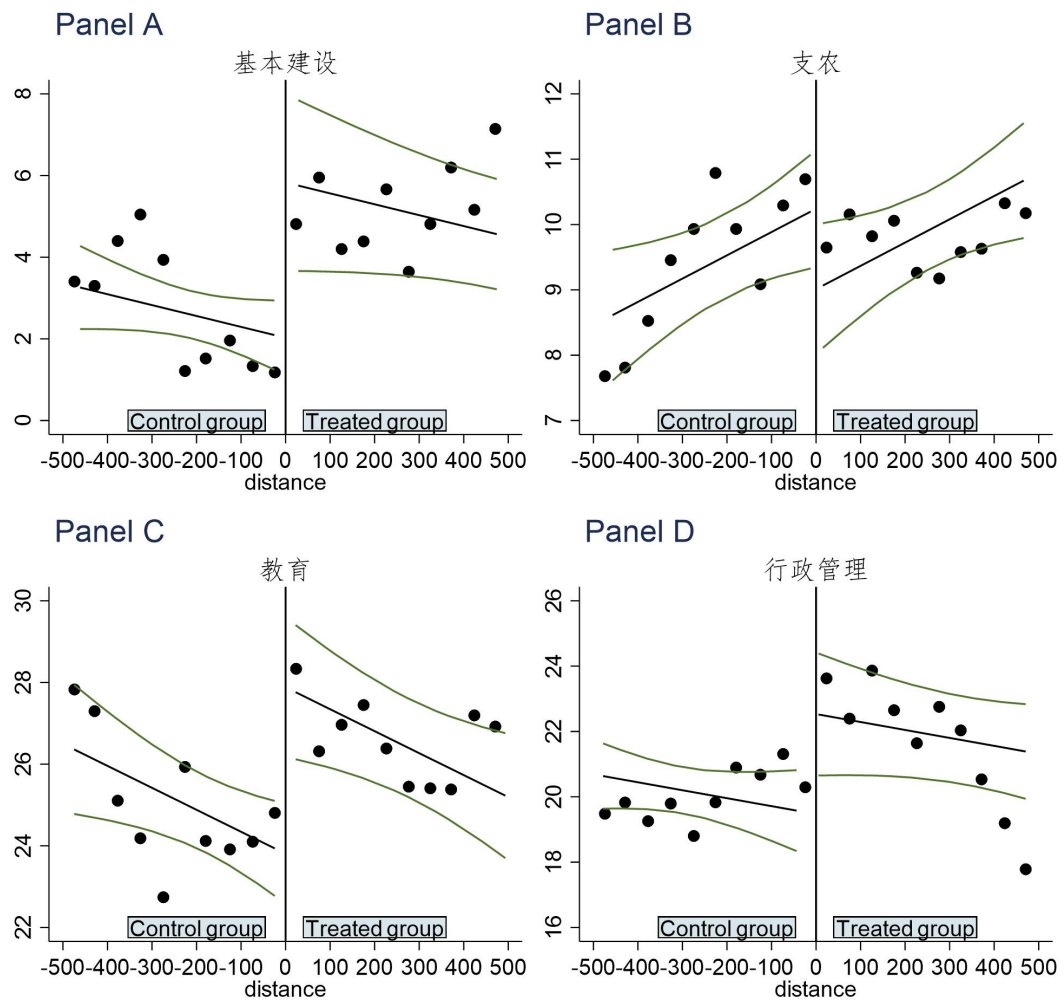 Panel A
基本建设
8
6
4
2
0
Control group
Treated group
-500 -400 -300 -200 -100 0 100 200 300 400 500
distance
Panel B
支农
12
11
10
9
8
7
Control group
Treated group
-500 -400 -300 -200 -100 0 100 200 300 400 500
distance
Panel C
教育
30
28
26
24
22
Control group
Treated group
-500 -400 -300 -200 -100 0 100 200 300 400 500
distance
Panel D
行政管理
26
24
22
20
18
16
Control group
Treated group
-500 -400 -300 -200 -100 0 100 200 300 400 500
distance